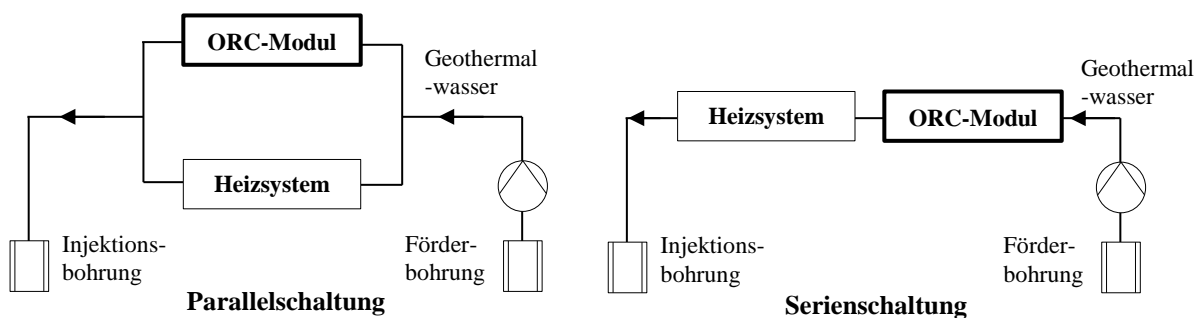 ORC-Modul
Geothermal
-wasser
Heizsystem
Injektions-
bohrung
Förder-
bohrung
Parallelschaltung
Geothermal
-wasser
Heizsystem
ORC-Modul
Injektions-
bohrung
Förder-
bohrung
Serienschaltung